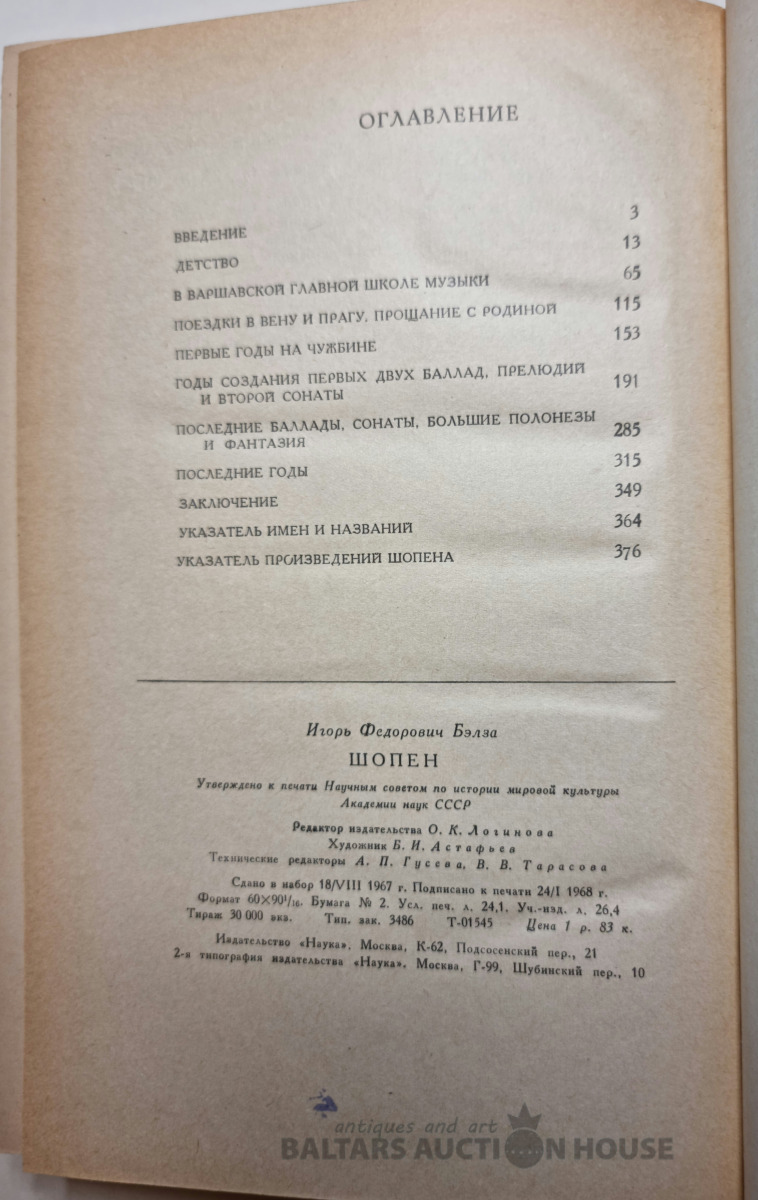 ОГЛАВЛЕНИЕ
ВВЕДЕНИЕ 3
ДЕТСТВО 13
В ВАРШАВСКОЙ ГЛАВНОЙ ШКОЛЕ МУЗЫКИ 65
ПОЕЗДКИ В ВЕНУ И ПРАГУ, ПРОЩАНИЕ С РОДИНОЙ 115
ПЕРВЫЕ ГОДЫ НА ЧУЖБИНЕ 153
ГОДЫ СОЗДАНИЯ ПЕРВЫХ ДВУХ БАЛЛАД, ПРЕЛЮДИЙ
И ВТОРОЙ СОНАТЫ 191
ПОСЛЕДНИЕ БАЛЛАДЫ, СОНАТЫ, БОЛЬШИЕ ПОЛОНЕЗЫ
И ФАНТАЗИЯ 285
ПОСЛЕДНИЕ ГОДЫ 315
ЗАКЛЮЧЕНИЕ 349
УКАЗАТЕЛЬ ИМЕН И НАЗВАНИЙ 364
УКАЗАТЕЛЬ ПРОИЗВЕДЕНИЙ ШОПЕНА 376
Игорь Федорович Бэлза
ШОПЕН
Утверждено к печати Научным советом по истории мировой культуры
Академии наук СССР
Редактор издательства О. К. Логинова
Художник Б. И. Астафьев
Технические редакторы А. П. Гусева, В. В. Тарасова
Сдано в набор 18/VIII 1967 г. Подписано к печати 24/I 1968 г.
Формат 60×90¹/₁₆. Бумага № 2. Усл. печ. л. 24,1. Уч.-изд. л. 26,4
Тираж 30 000 экз. Тип. зак. 3486 Т-01545 Цена 1 р. 83 к.
Издательство «Наука». Москва, К-62, Подсосенский пер., 21
2-я типография издательства «Наука». Москва, Г-99, Шубинский пер., 10
antiques and art
BALTARS AUCTION HOUSE